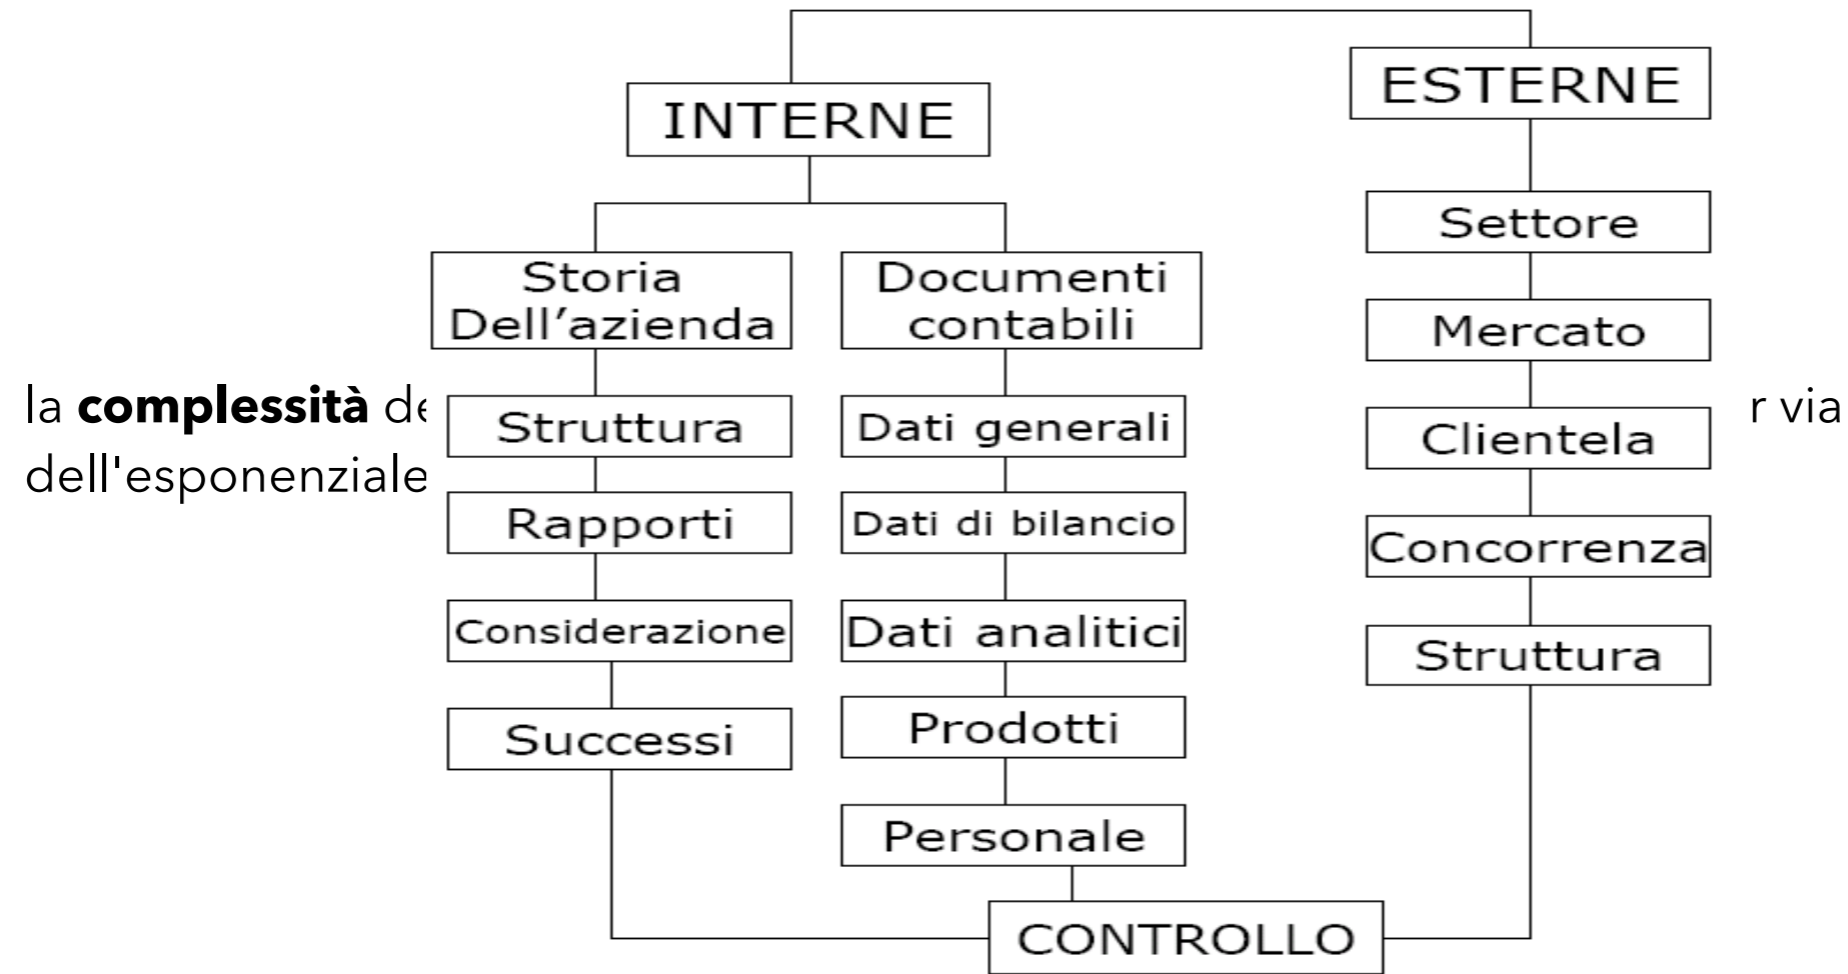 INTERNE
ESTERNE
Storia
Dell'azienda
Struttura
Rapporti
Considerazione
Successi
Documenti
contabili
Dati generali
Dati di bilancio
Dati analitici
Prodotti
Personale
Settore
Mercato
Clientela
Concorrenza
Struttura
CONTROLLO
la complessità de r via
dell'esponenziale